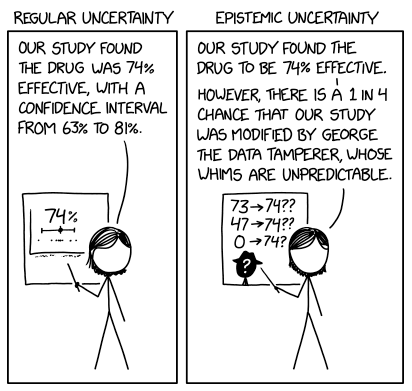 REGULAR UNCERTAINTY
OUR STUDY FOUND
THE DRUG WAS 74%
EFFECTIVE, WITH A
CONFIDENCE INTERVAL
FROM 63% TO 81%.
74%
EPISTEMIC UNCERTAINTY
OUR STUDY FOUND THE
DRUG TO BE 74% EFFECTIVE.
HOWEVER, THERE IS A 1 IN 4
CHANCE THAT OUR STUDY
WAS MODIFIED BY GEORGE
THE DATA TAMPERER, WHOSE
WHIMS ARE UNPREDICTABLE.
73→74??
47→74??
0→74?
?